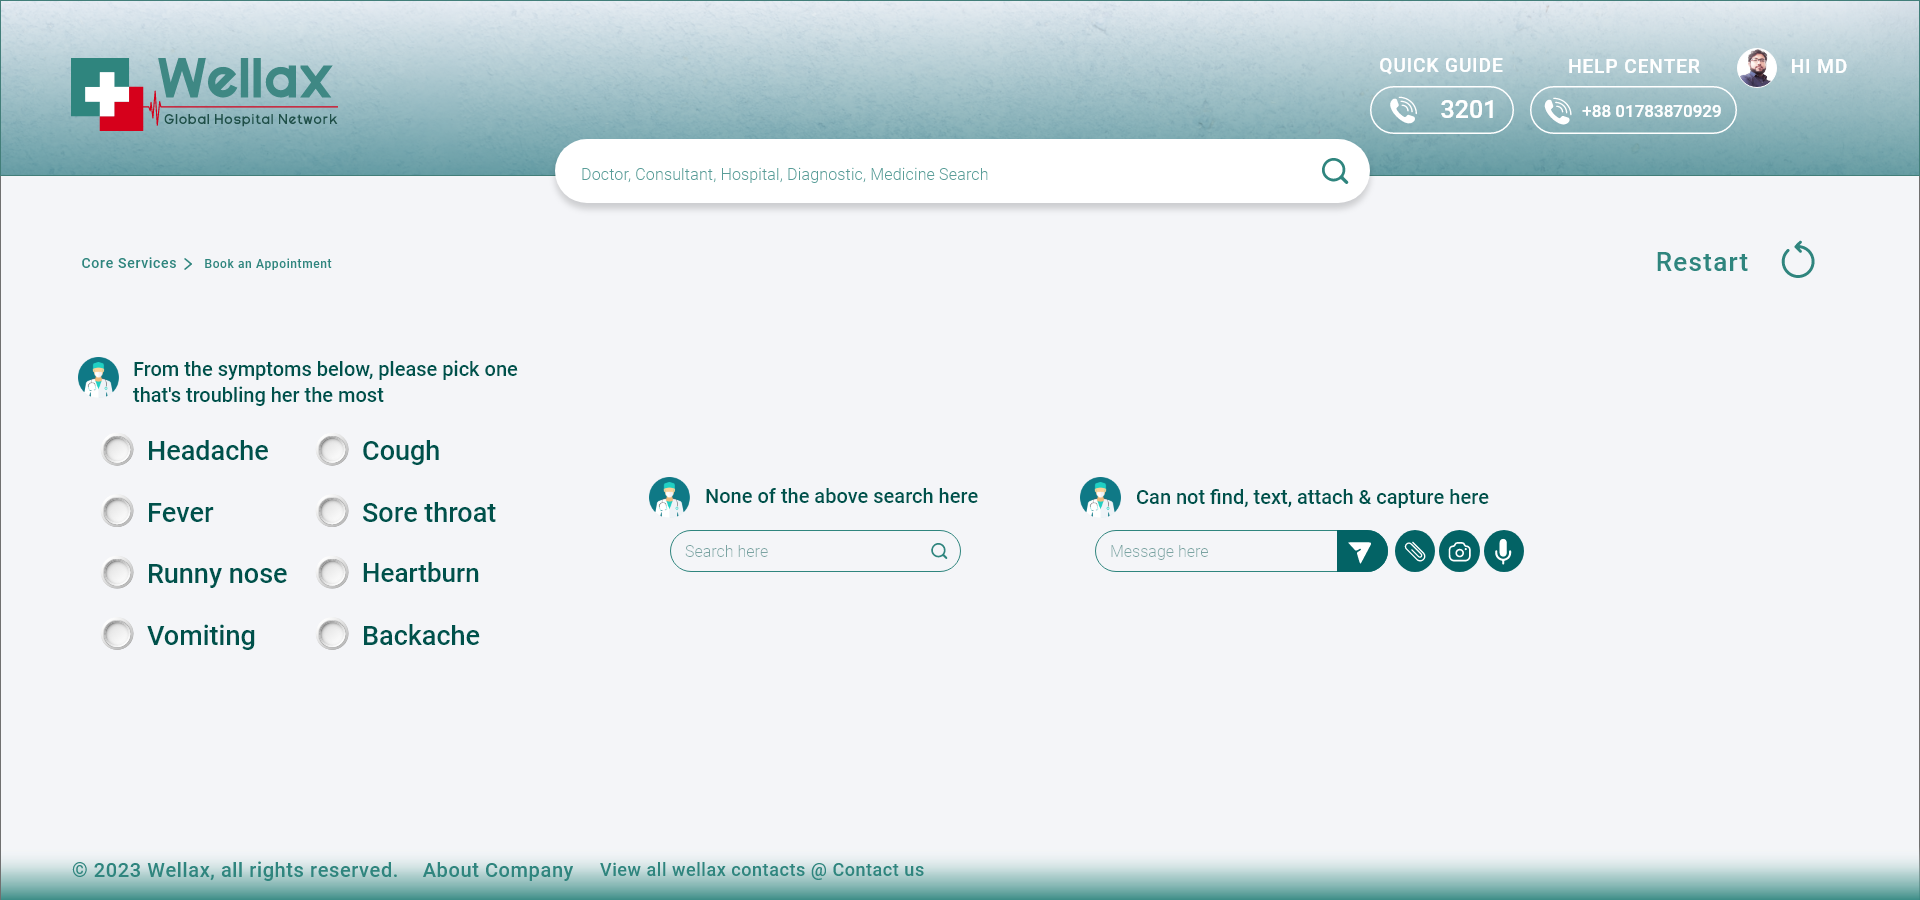 Wellax
Global Hospital Network
QUICK GUIDE
3201
HELP CENTER
+88 01783870929
HI MD
Doctor, Consultant, Hospital, Diagnostic, Medicine Search
Core Services
Book an Appointment
Restart
From the symptoms below, please pick one
that's troubling her the most
Headache
Cough
Fever
Sore throat
Runny nose
Heartburn
Vomiting
Backache
None of the above search here
Search here
Can not find, text, attach & capture here
Message here
© 2023 Wellax, all rights reserved.
About Company
View all wellax contacts @ Contact us